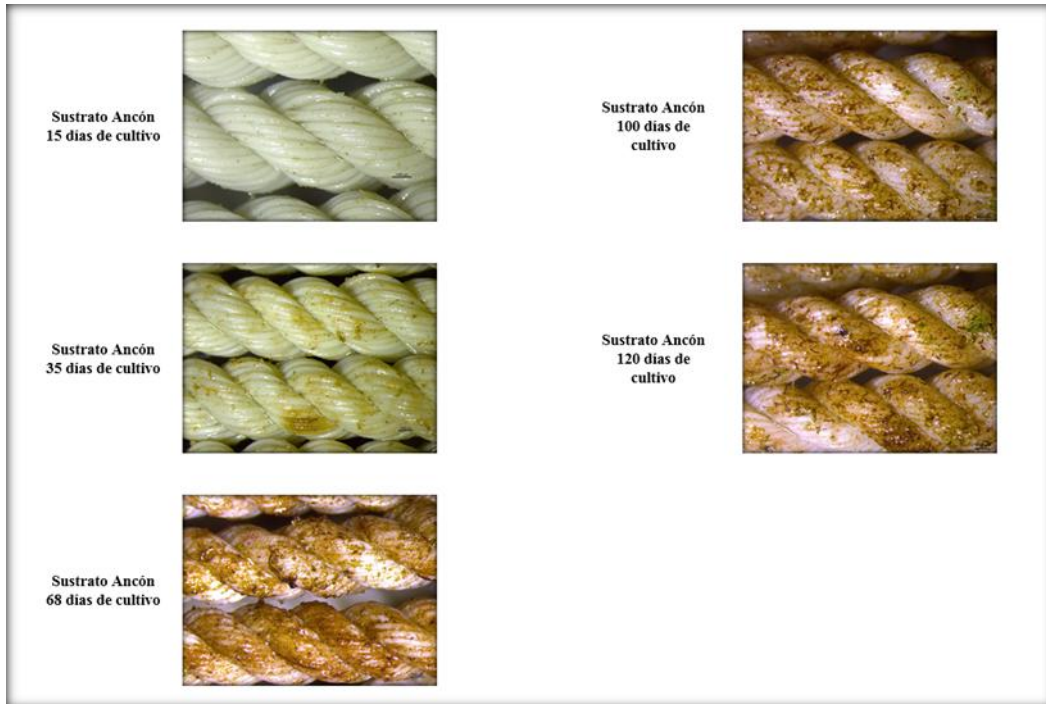 Sustrato Ancón
15 días de cultivo
Sustrato Ancón
35 días de cultivo
Sustrato Ancón
68 días de cultivo
Sustrato Ancón
100 días de
cultivo
Sustrato Ancón
120 días de
cultivo